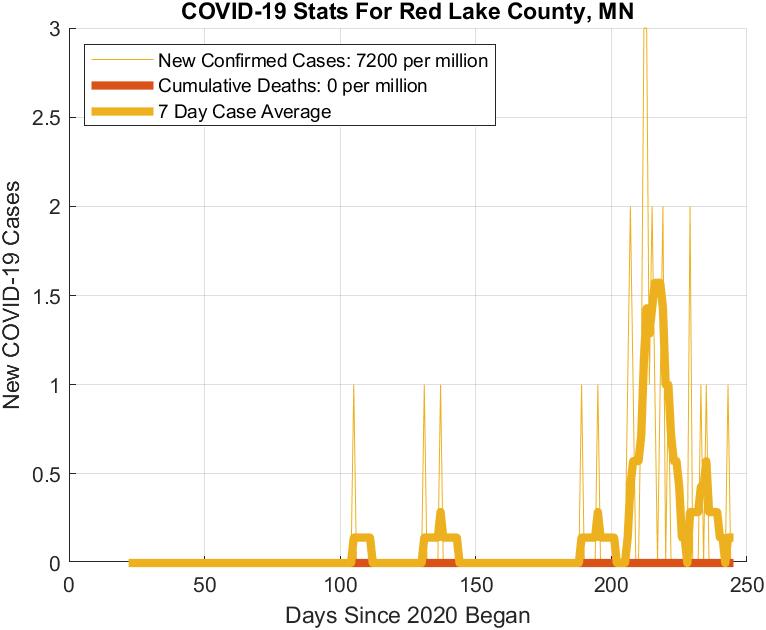 COVID-19 Stats For Red Lake County, MN
New Confirmed Cases: 7200 per million
Cumulative Deaths: 0 per million
7 Day Case Average
New COVID-19 Cases
3
2.5
2
1.5
1
0.5
0
0 50 100 150 200 250
Days Since 2020 Began